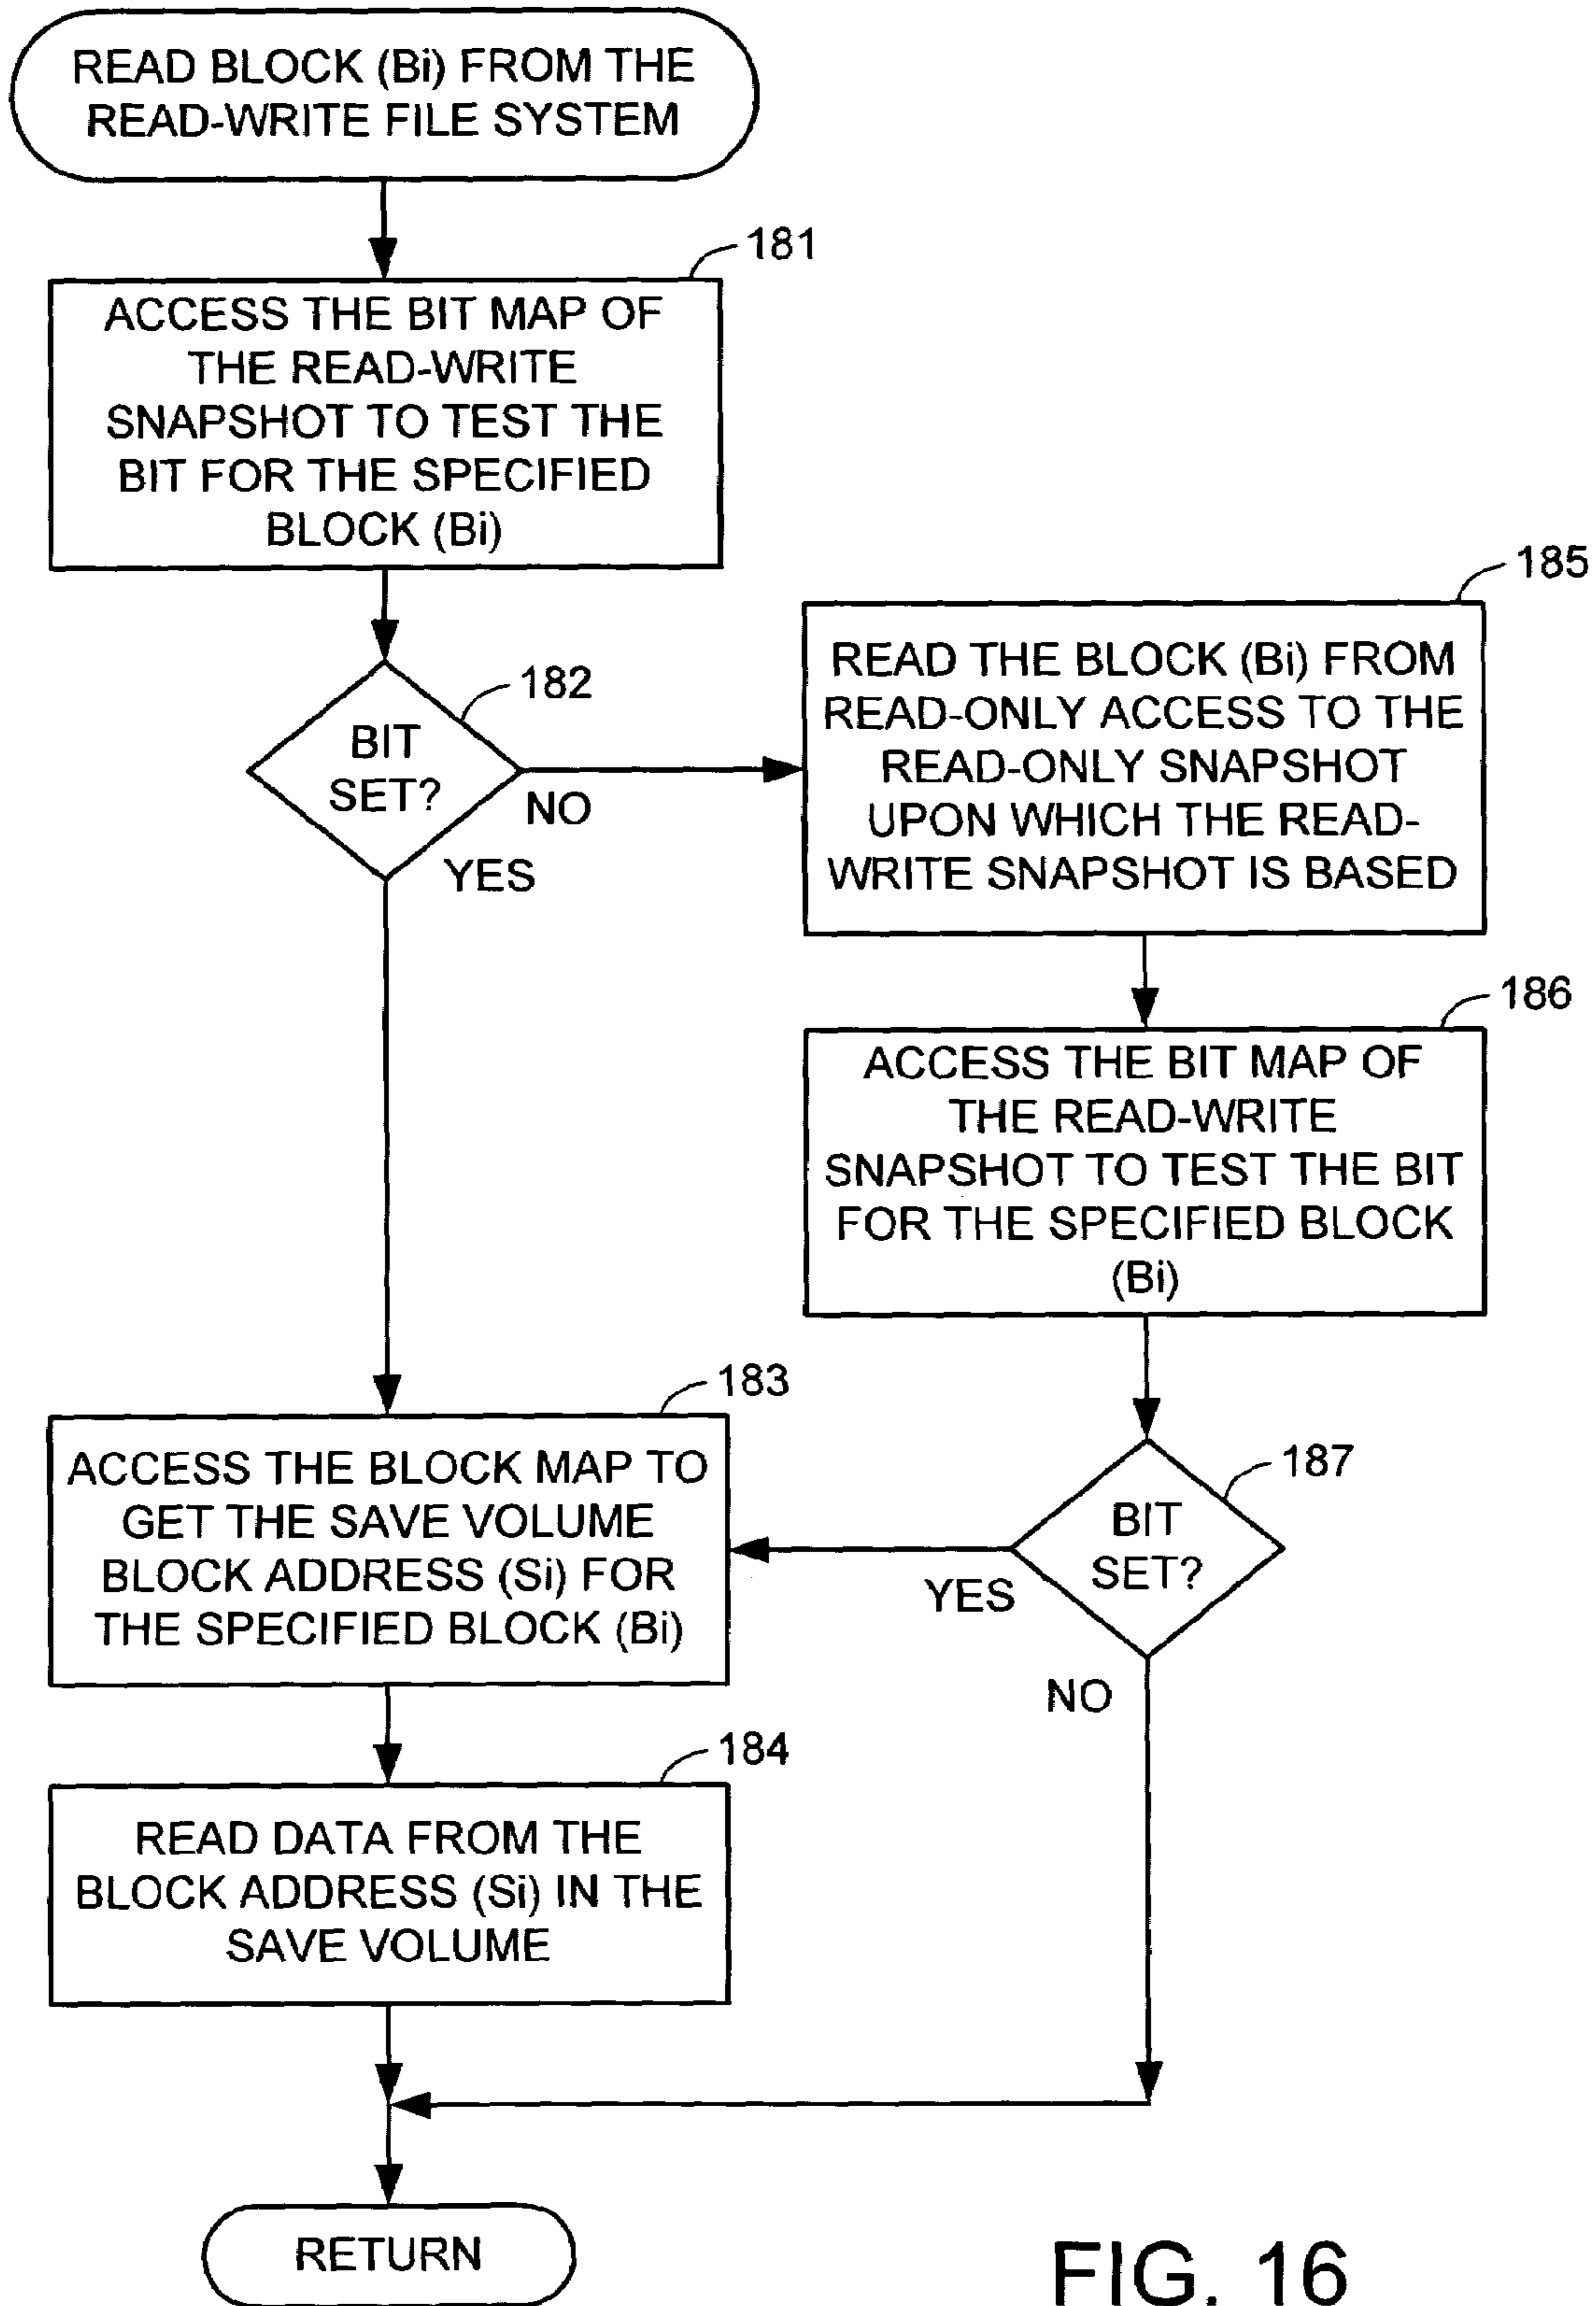 READ BLOCK (Bi) FROM THE
READ-WRITE FILE SYSTEM
181
ACCESS THE BIT MAP OF
THE READ-WRITE
SNAPSHOT TO TEST THE
BIT FOR THE SPECIFIED
BLOCK (Bi)
182
BIT
SET?
NO
YES
185
READ THE BLOCK (Bi) FROM
READ-ONLY ACCESS TO THE
READ-ONLY SNAPSHOT
UPON WHICH THE READ-
WRITE SNAPSHOT IS BASED
186
ACCESS THE BIT MAP OF
THE READ-WRITE
SNAPSHOT TO TEST THE BIT
FOR THE SPECIFIED BLOCK
(Bi)
187
BIT
SET?
YES
NO
183
ACCESS THE BLOCK MAP TO
GET THE SAVE VOLUME
BLOCK ADDRESS (Si) FOR
THE SPECIFIED BLOCK (Bi)
184
READ DATA FROM THE
BLOCK ADDRESS (Si) IN THE
SAVE VOLUME
RETURN
FIG. 16